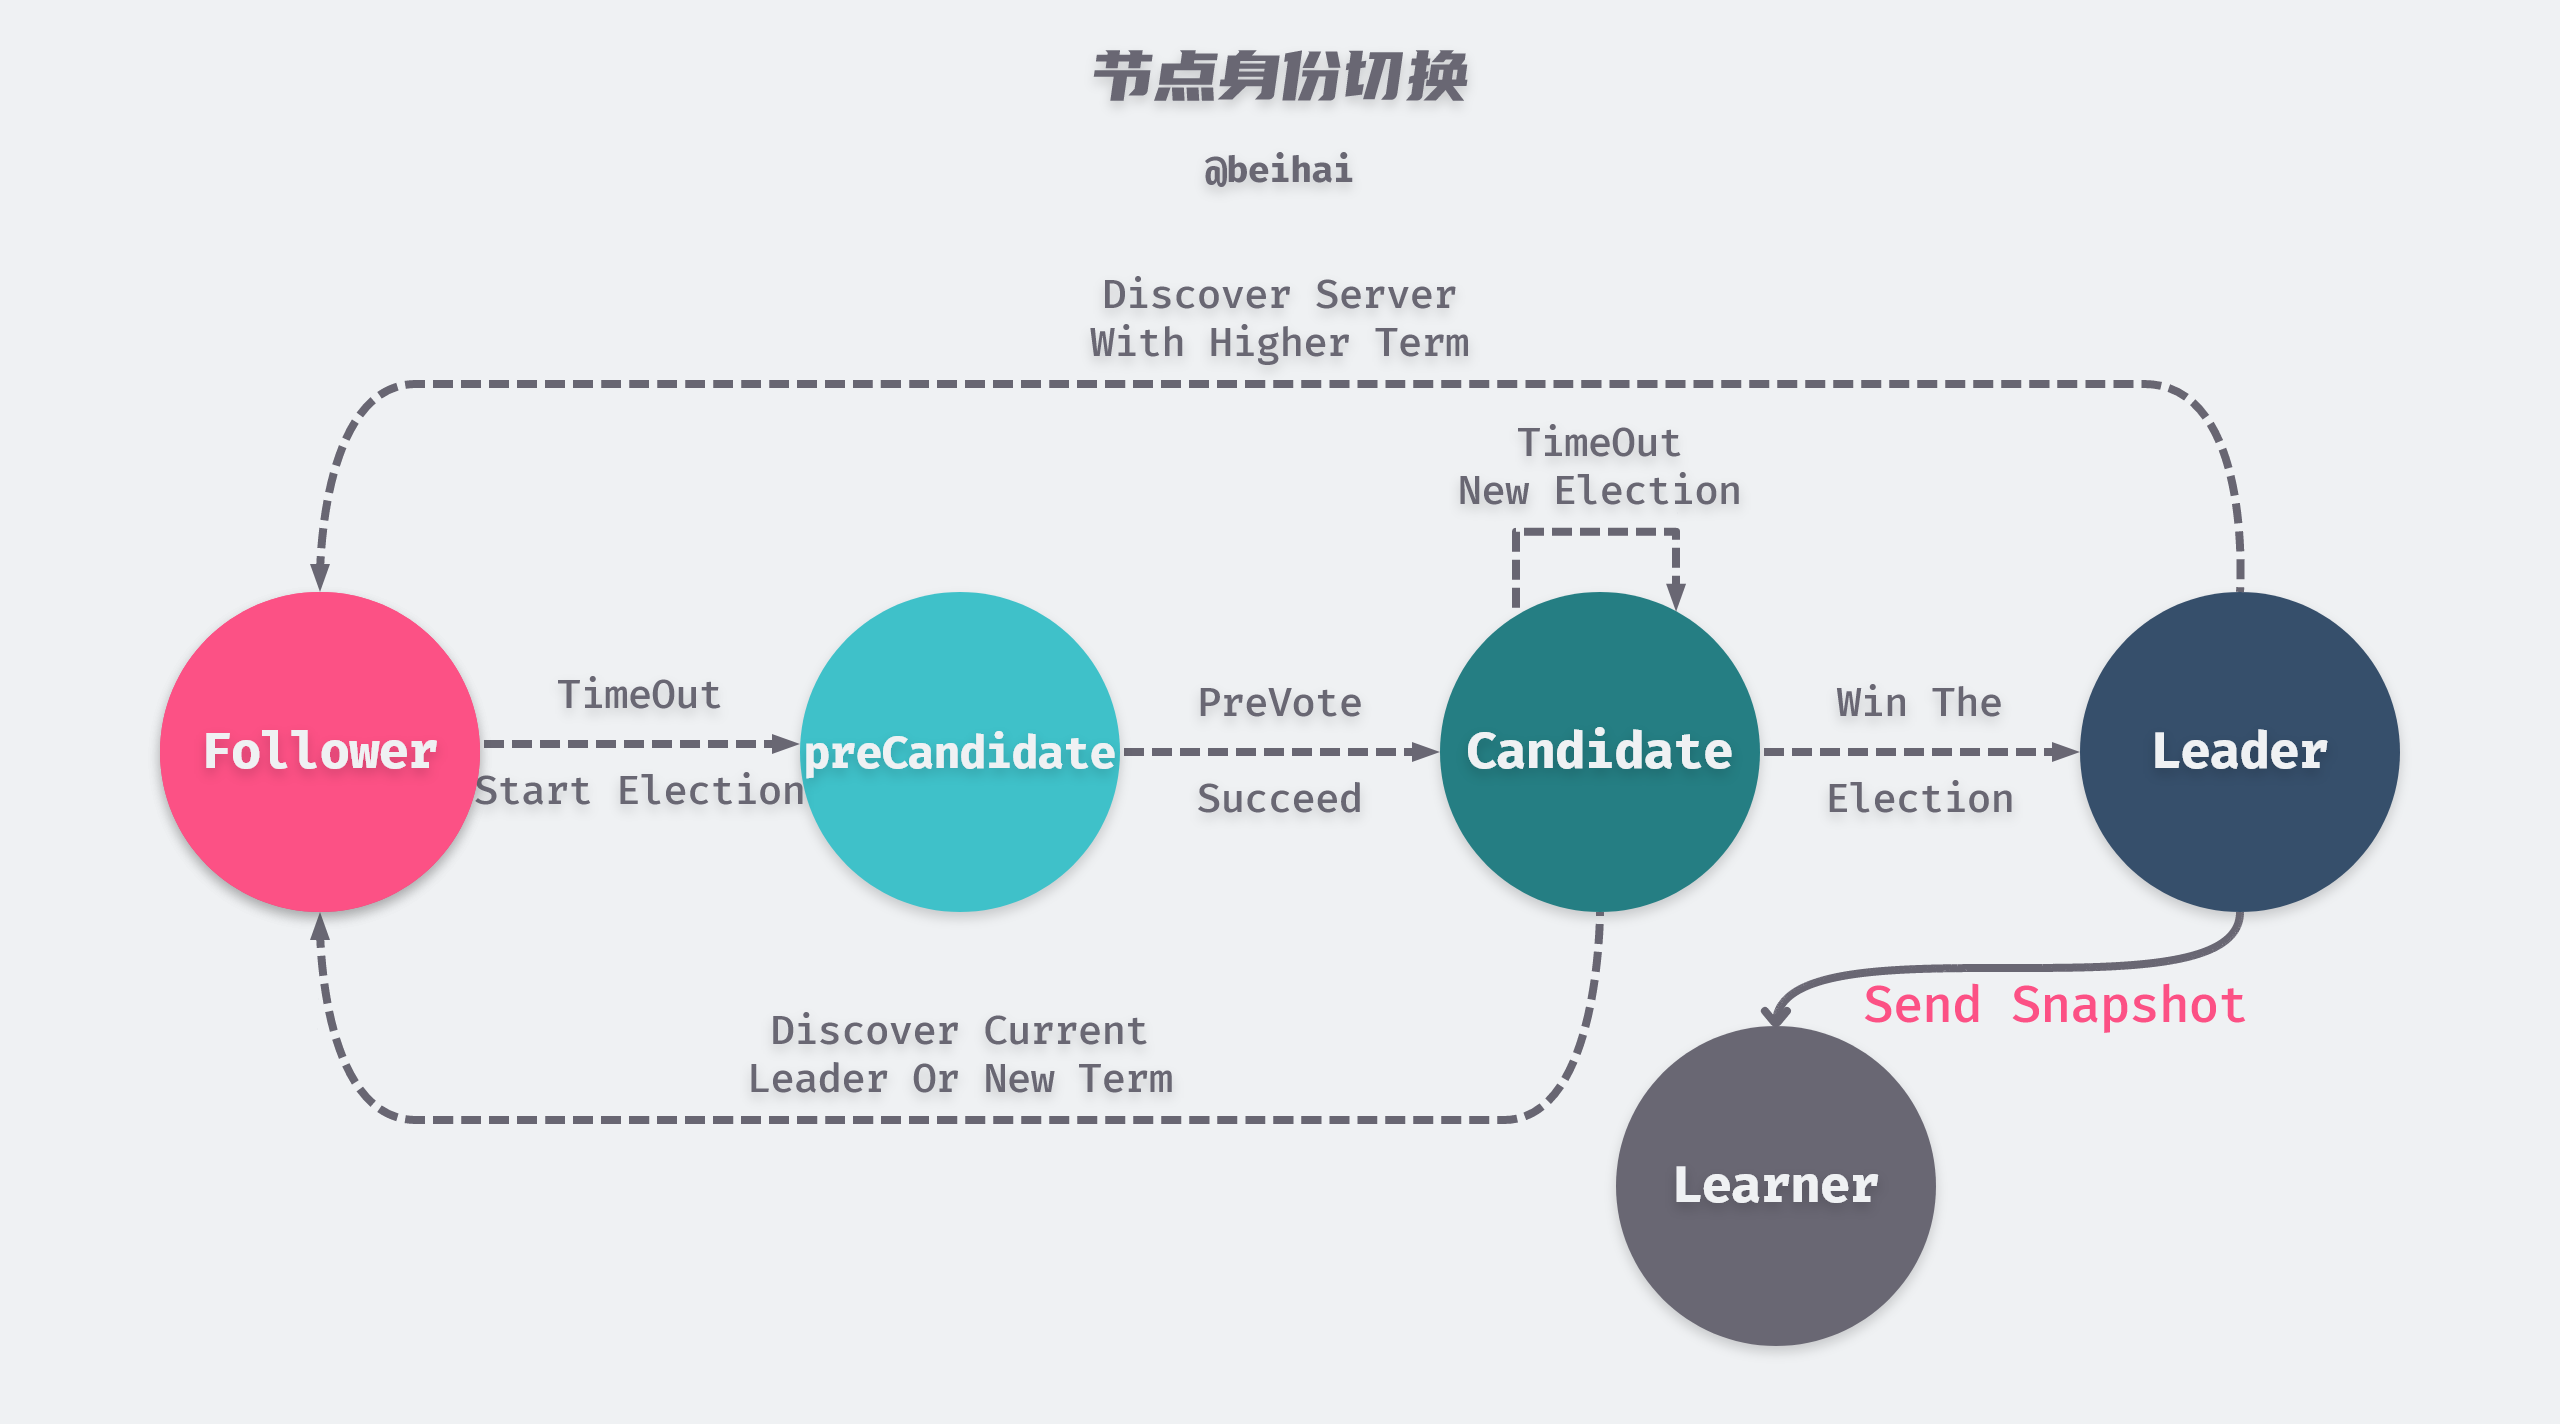 节点身份切换
@beihai
Discover Server
With Higher Term
TimeOut
New Election
TimeOut
Start Election
PreVote
Succeed
Win The
Election
Follower
preCandidate
Candidate
Leader
Send Snapshot
Discover Current
Leader Or New Term
Learner